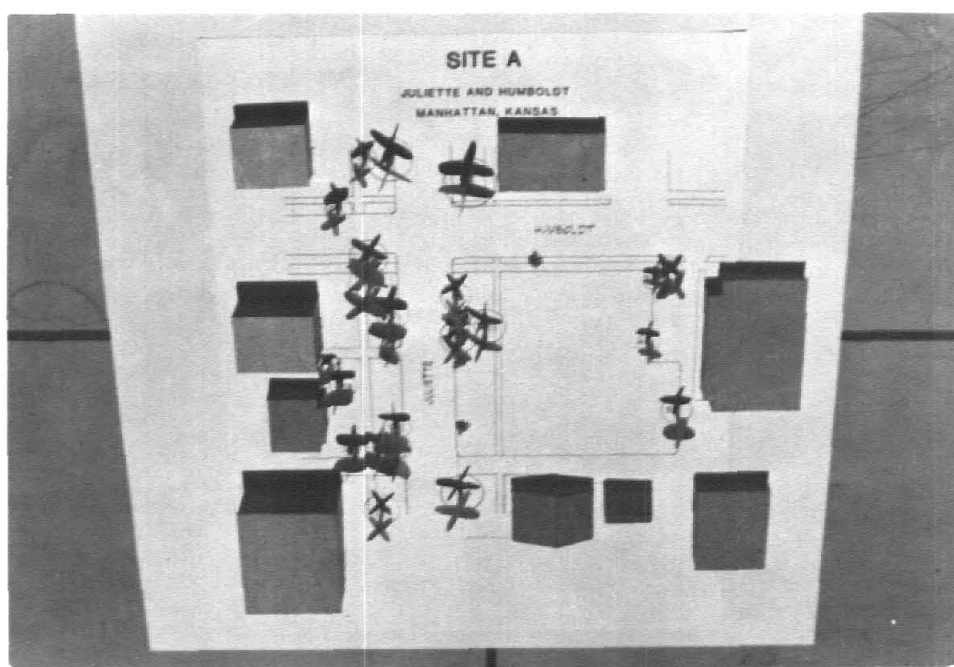 SITE A
JULIETTE AND HUMBOLDT
MANHATTAN, KANSAS
HUMBOLDT
JULIETTE